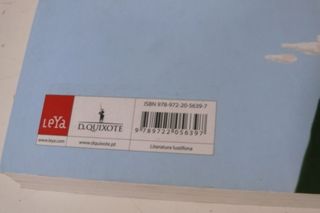 LeYa
www.leya.com
D.QUIXOTE
www.dquixote.pt
ISBN 978-972-20-5639-7
9 789722 056397
Literatura lusófona